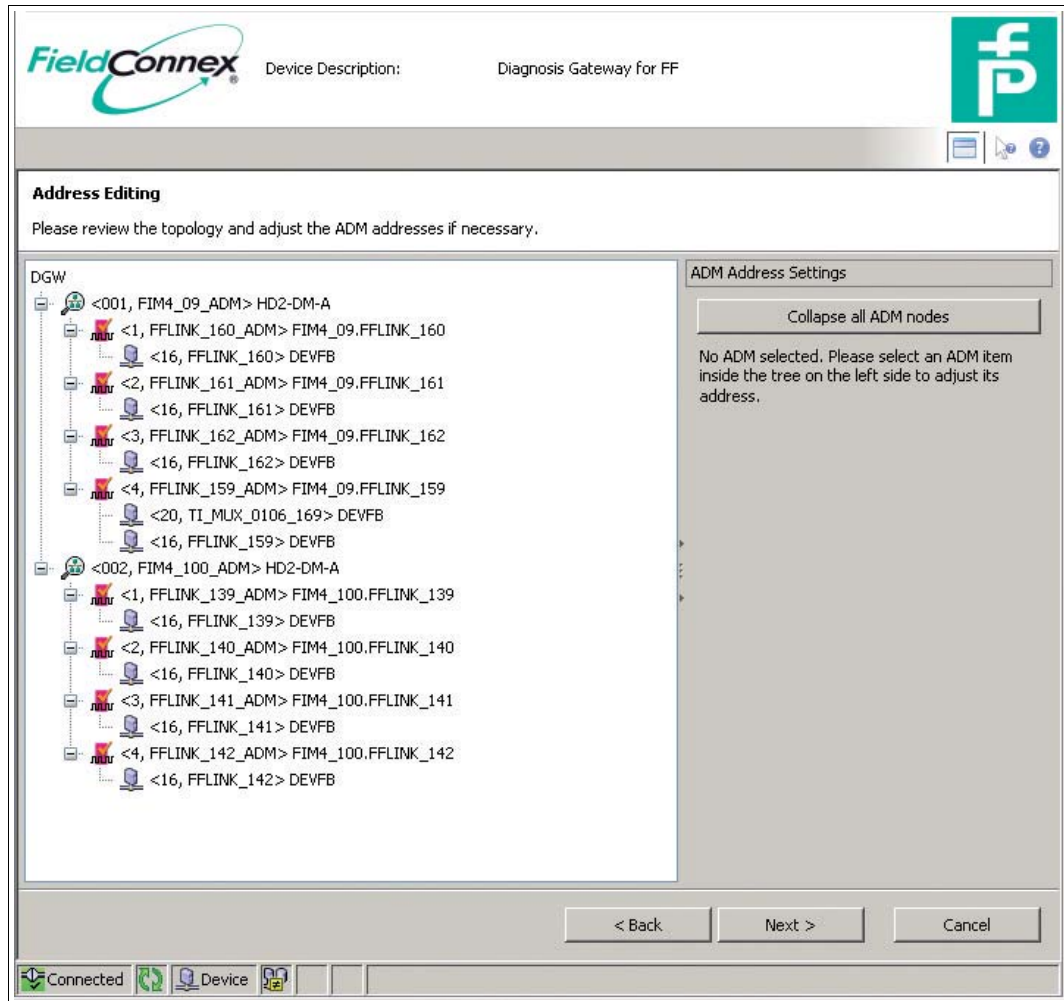 FieldConnex
®
Device Description: Diagnosis Gateway for FF
Address Editing
Please review the topology and adjust the ADM addresses if necessary.
DGW
<001, FIM4_09_ADM> HD2-DM-A
<1, FFLINK_160_ADM> FIM4_09.FFLINK_160
<16, FFLINK_160> DEVFB
<2, FFLINK_161_ADM> FIM4_09.FFLINK_161
<16, FFLINK_161> DEVFB
<3, FFLINK_162_ADM> FIM4_09.FFLINK_162
<16, FFLINK_162> DEVFB
<4, FFLINK_159_ADM> FIM4_09.FFLINK_159
<20, TI_MUX_0106_169> DEVFB
<16, FFLINK_159> DEVFB
<002, FIM4_100_ADM> HD2-DM-A
<1, FFLINK_139_ADM> FIM4_100.FFLINK_139
<16, FFLINK_139> DEVFB
<2, FFLINK_140_ADM> FIM4_100.FFLINK_140
<16, FFLINK_140> DEVFB
<3, FFLINK_141_ADM> FIM4_100.FFLINK_141
<16, FFLINK_141> DEVFB
<4, FFLINK_142_ADM> FIM4_100.FFLINK_142
<16, FFLINK_142> DEVFB
ADM Address Settings
Collapse all ADM nodes
No ADM selected. Please select an ADM item
inside the tree on the left side to adjust its
address.
< Back Next > Cancel
Connected Device